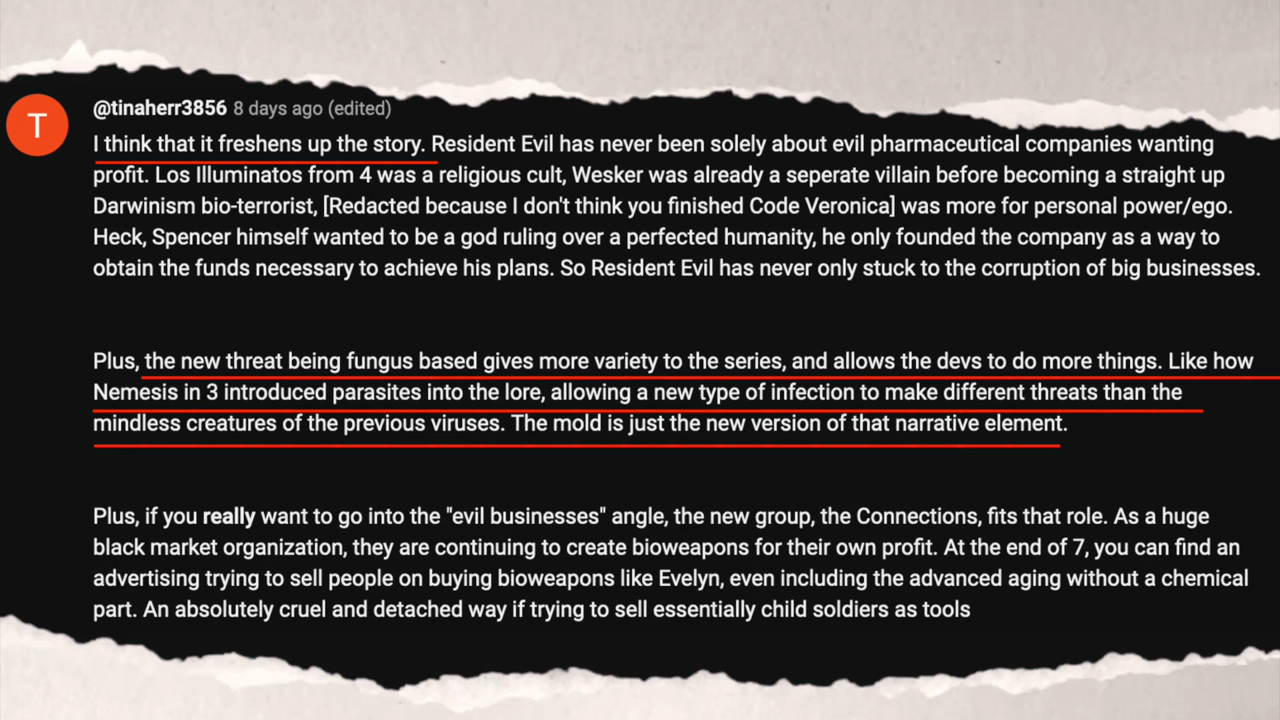 T
@tinaherr3856 8 days ago (edited)
I think that it freshens up the story. Resident Evil has never been solely about evil pharmaceutical companies wanting
profit. Los Illuminatos from 4 was a religious cult, Wesker was already a seperate villain before becoming a straight up
Darwinism bio-terrorist, [Redacted because I don't think you finished Code Veronica] was more for personal power/ego.
Heck, Spencer himself wanted to be a god ruling over a perfected humanity, he only founded the company as a way to
obtain the funds necessary to achieve his plans. So Resident Evil has never only stuck to the corruption of big businesses.
Plus, the new threat being fungus based gives more variety to the series, and allows the devs to do more things. Like how
Nemesis in 3 introduced parasites into the lore, allowing a new type of infection to make different threats than the
mindless creatures of the previous viruses. The mold is just the new version of that narrative element.
Plus, if you really want to go into the "evil businesses" angle, the new group, the Connections, fits that role. As a huge
black market organization, they are continuing to create bioweapons for their own profit. At the end of 7, you can find an
advertising trying to sell people on buying bioweapons like Evelyn, even including the advanced aging without a chemical
part. An absolutely cruel and detached way if trying to sell essentially child soldiers as tools